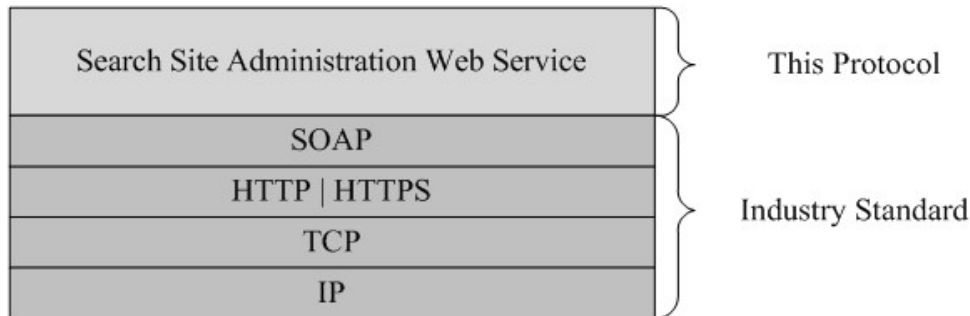 Search Site Administration Web Service
This Protocol
SOAP
HTTP | HTTPS
Industry Standard
TCP
IP